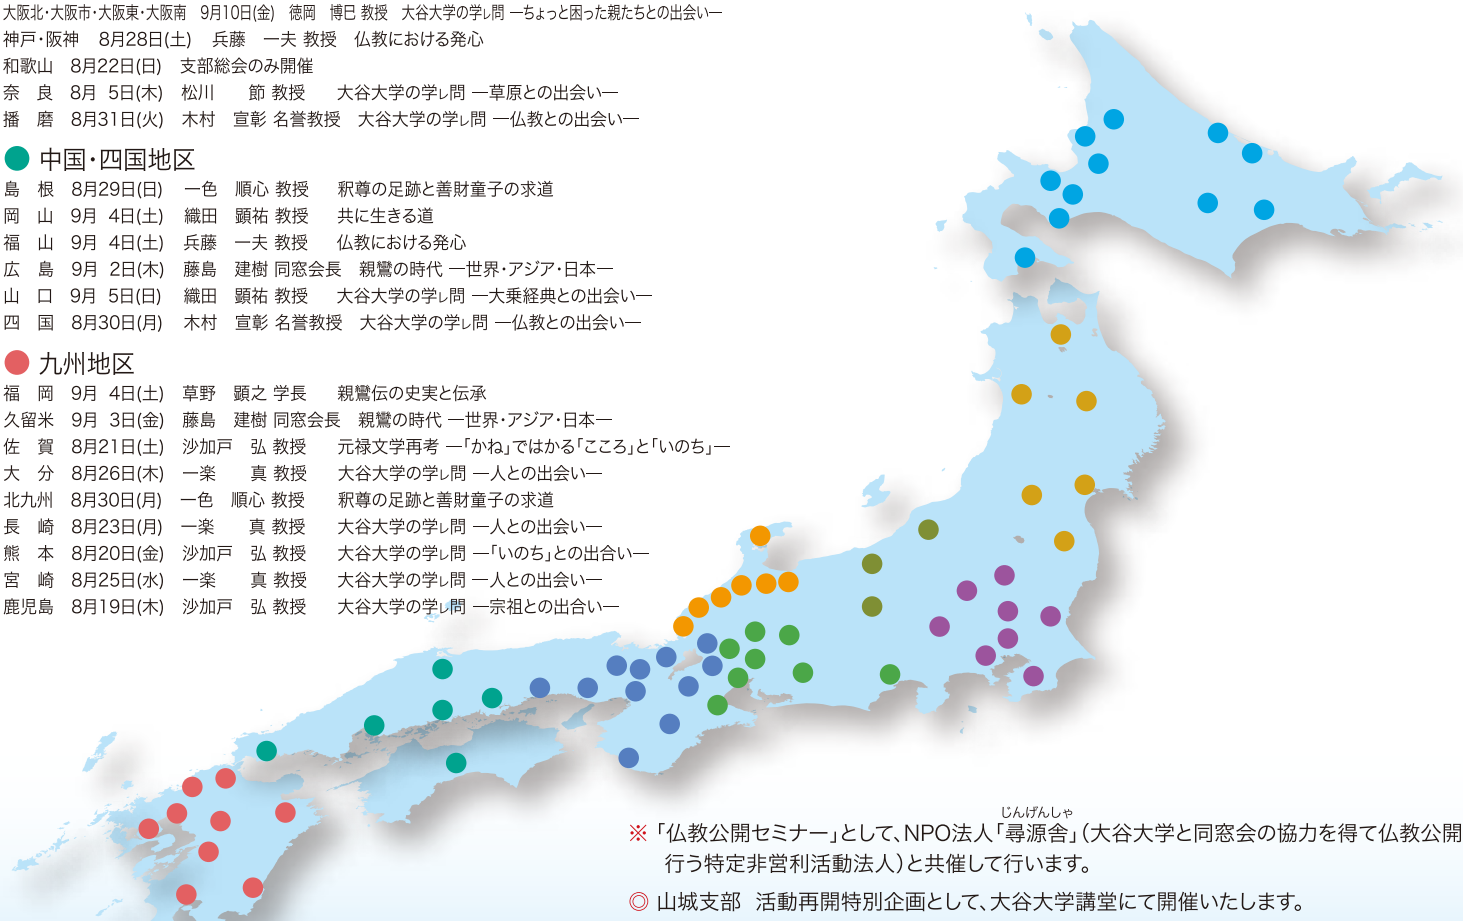 大阪北・大阪市・大阪東・大阪南　9月10日(金)　徳岡　博巳 教授　大谷大学の学レ問 ―ちょっと困った親たちとの出会い―
神戸・阪神　8月28日(土)　兵藤　一夫 教授　仏教における発心
和歌山　8月22日(日)　支部総会のみ開催
奈　良　8月　5日(木)　松川　　節 教授　大谷大学の学レ問 ―草原との出会い―
播　磨　8月31日(火)　木村　宣彰 名誉教授　大谷大学の学レ問 ―仏教との出会い―
● 中国・四国地区
島　根　8月29日(日)　一色　順心 教授　釈尊の足跡と善財童子の求道
岡　山　9月　4日(土)　織田　顕祐 教授　共に生きる道
福　山　9月　4日(土)　兵藤　一夫 教授　仏教における発心
広　島　9月　2日(木)　藤島　建樹 同窓会長　親鸞の時代 ―世界・アジア・日本―
山　口　9月　5日(日)　織田　顕祐 教授　大谷大学の学レ問 ―大乗経典との出会い―
四　国　8月30日(月)　木村　宣彰 名誉教授　大谷大学の学レ問 ―仏教との出会い―
● 九州地区
福　岡　9月　4日(土)　草野　顕之 学長　親鸞伝の史実と伝承
久留米　9月　3日(金)　藤島　建樹 同窓会長　親鸞の時代 ―世界・アジア・日本―
佐　賀　8月21日(土)　沙加戸　弘 教授　元禄文学再考 ―「かね」ではかる「こころ」と「いのち」―
大　分　8月26日(木)　一楽　　真 教授　大谷大学の学レ問 ―人との出会い―
北九州　8月30日(月)　一色　順心 教授　釈尊の足跡と善財童子の求道
長　崎　8月23日(月)　一楽　　真 教授　大谷大学の学レ問 ―人との出会い―
熊　本　8月20日(金)　沙加戸　弘 教授　大谷大学の学レ問 ―「いのち」との出合い―
宮　崎　8月25日(水)　一楽　　真 教授　大谷大学の学レ問 ―人との出会い―
鹿児島　8月19日(木)　沙加戸　弘 教授　大谷大学の学レ問 ―宗祖との出合い―
じんげんしゃ
※「仏教公開セミナー」として、NPO法人「尋源舎」（大谷大学と同窓会の協力を得て仏教公開
行う特定非営利活動法人）と共催して行います。
◎ 山城支部　活動再開特別企画として、大谷大学講堂にて開催いたします。